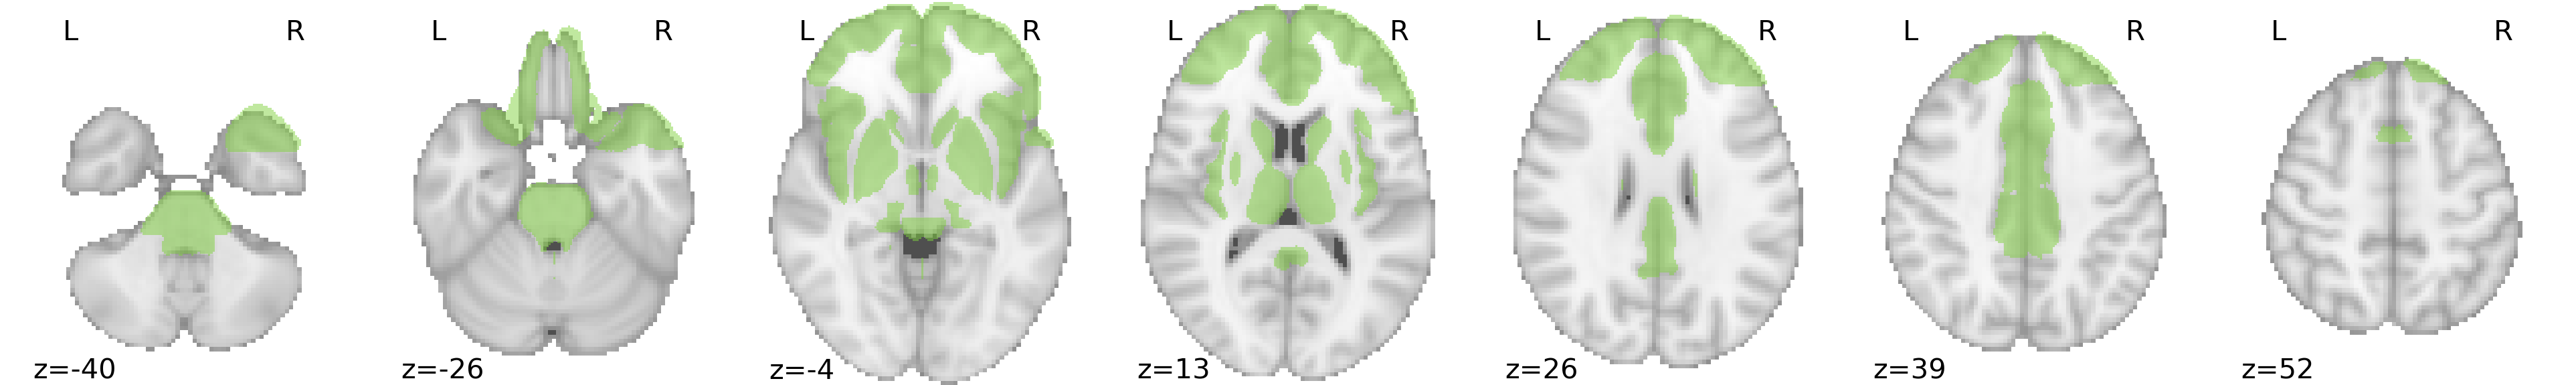 L R L R L R L R L R L R L R
z=-40 z=-26 z=-4 z=13 z=26 z=39 z=52